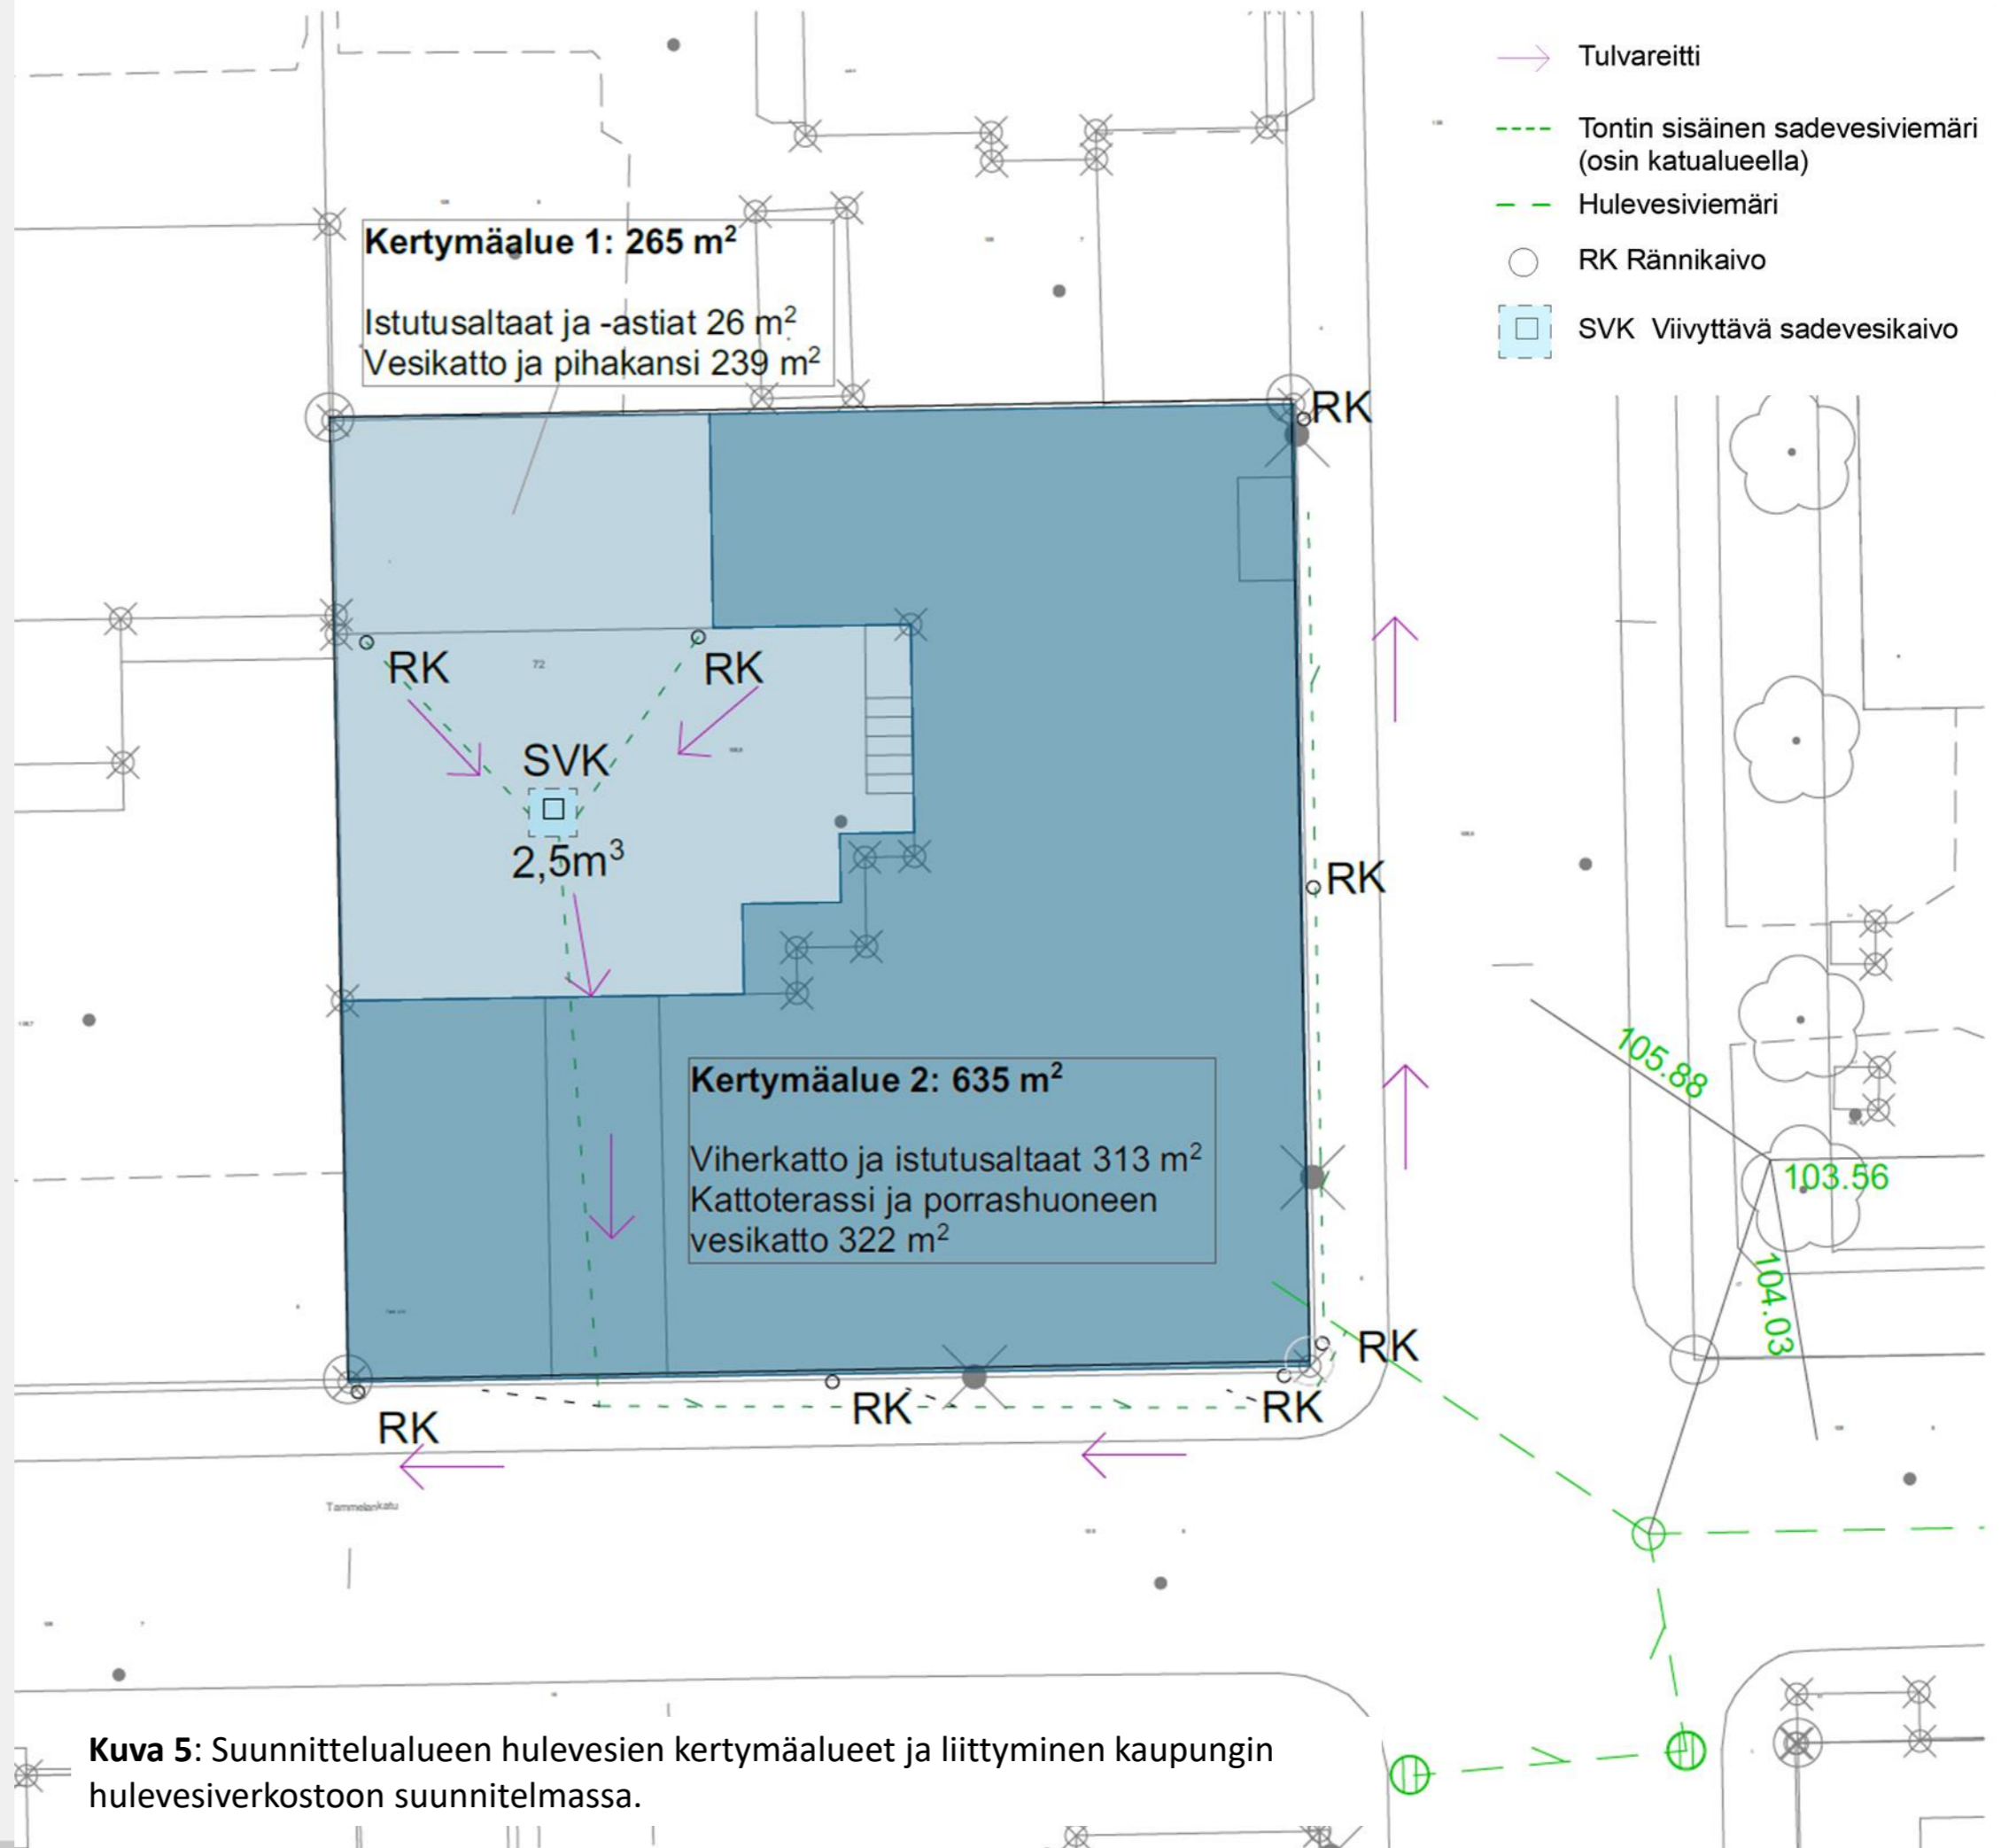 Tulvareitti
Tontin sisäinen sadevesiviemäri
(osin katualueella)
Hulevesiviemäri
RK Rännikaivo
SVK Viivyttävä sadevesikaivo
Kertymäalue 1: 265 m²
Istutusaltaat ja -astiat 26 m²
Vesikatto ja pihakansi 239 m²
RK
RK
RK
72
SVK
2,5m³
RK
105.88
103.56
104.03
Kertymäalue 2: 635 m²
Viherkatto ja istutusaltaat 313 m²
Kattoterassi ja porrashuoneen
vesikatto 322 m²
RK
RK
RK
RK
Tammelankatu
Kuva 5: Suunnittelualueen hulevesien kertymäalueet ja liittyminen kaupungin
hulevesiverkostoon suunnitelmassa.